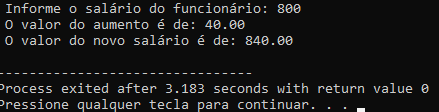 Informe o salário do funcionário: 800
O valor do aumento é de: 40.00
O valor do novo salário é de: 840.00
--------------------------------
Process exited after 3.183 seconds with return value 0
Pressione qualquer tecla para continuar. . .